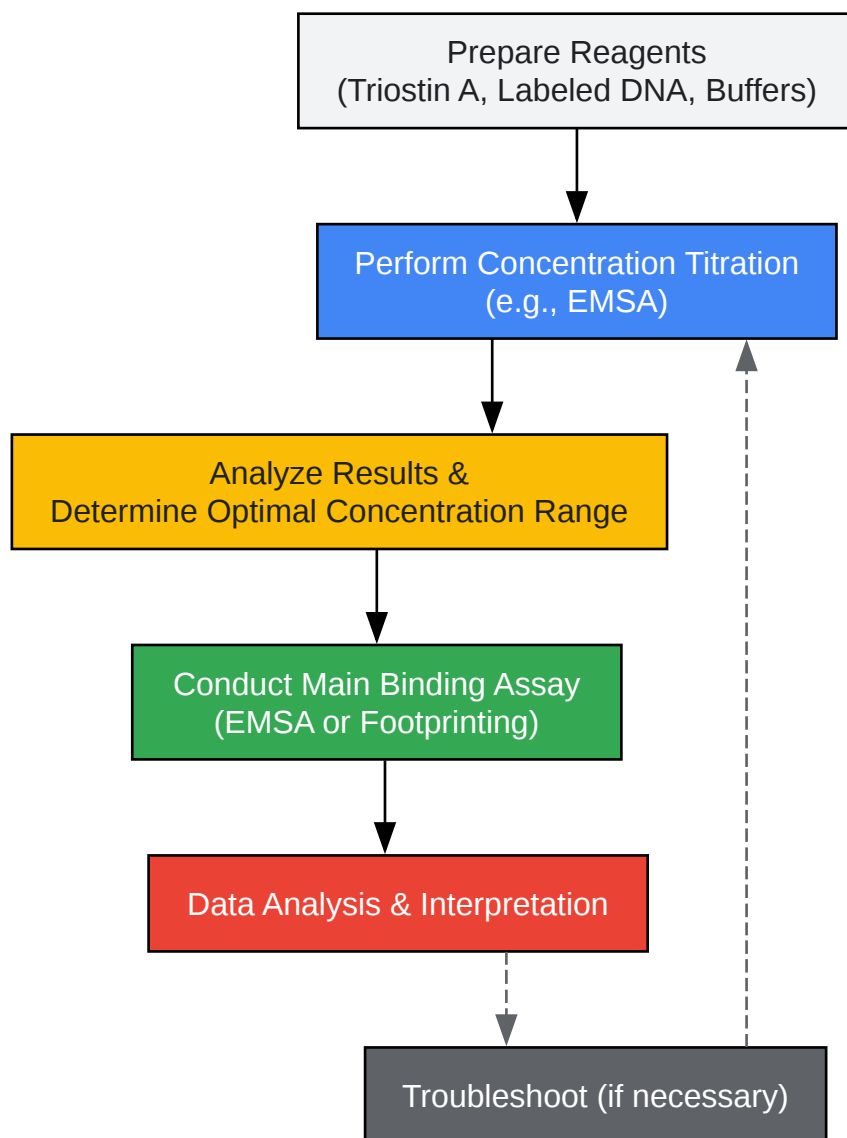 Prepare Reagents
(Triostin A, Labeled DNA, Buffers)
Perform Concentration Titration
(e.g., EMSA)
Analyze Results &
Determine Optimal Concentration Range
Conduct Main Binding Assay
(EMSA or Footprinting)
Data Analysis & Interpretation
Troubleshoot (if necessary)